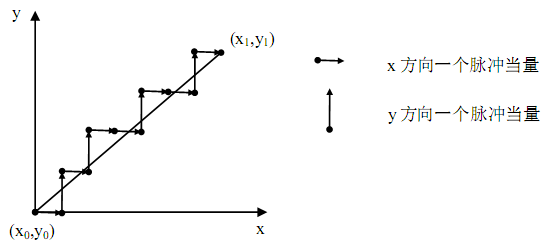 y
(x₁,y₁)
x 方向一个脉冲当量
y 方向一个脉冲当量
(x₀,y₀)
x